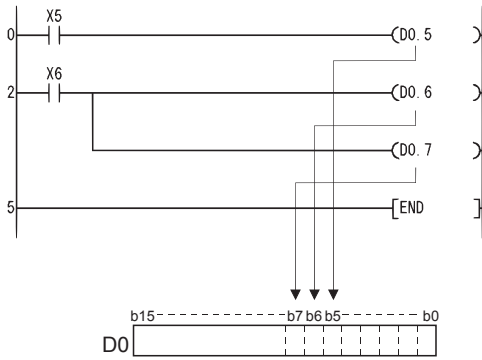 X5
0 (D0.5 )
X6
2 (D0.6 )
(D0.7 )
5 [END ]
b15 b7 b6 b5 b0
D0